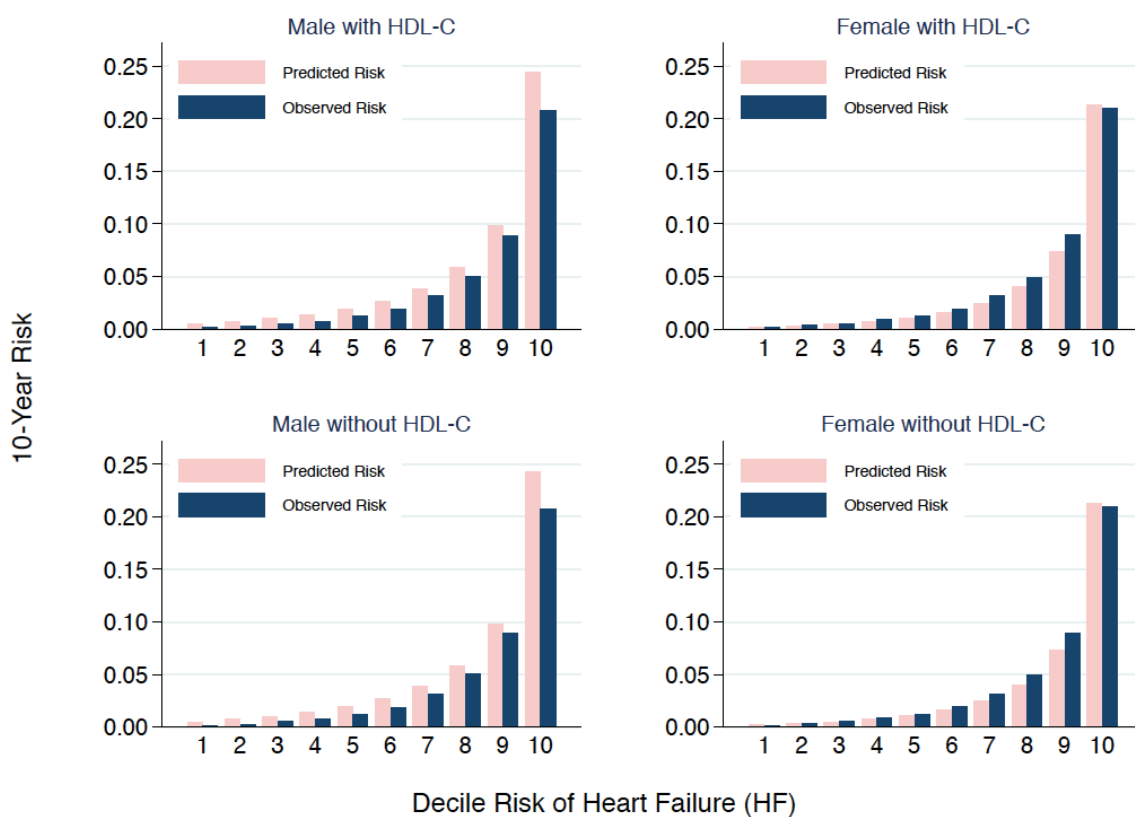 10-Year Risk
Male with HDL-C
0.25
0.20
0.15
0.10
0.05
0.00
Predicted Risk
Observed Risk
1 2 3 4 5 6 7 8 9 10
Female with HDL-C
0.25
0.20
0.15
0.10
0.05
0.00
Predicted Risk
Observed Risk
1 2 3 4 5 6 7 8 9 10
Male without HDL-C
0.25
0.20
0.15
0.10
0.05
0.00
Predicted Risk
Observed Risk
1 2 3 4 5 6 7 8 9 10
Female without HDL-C
0.25
0.20
0.15
0.10
0.05
0.00
Predicted Risk
Observed Risk
1 2 3 4 5 6 7 8 9 10
Decile Risk of Heart Failure (HF)